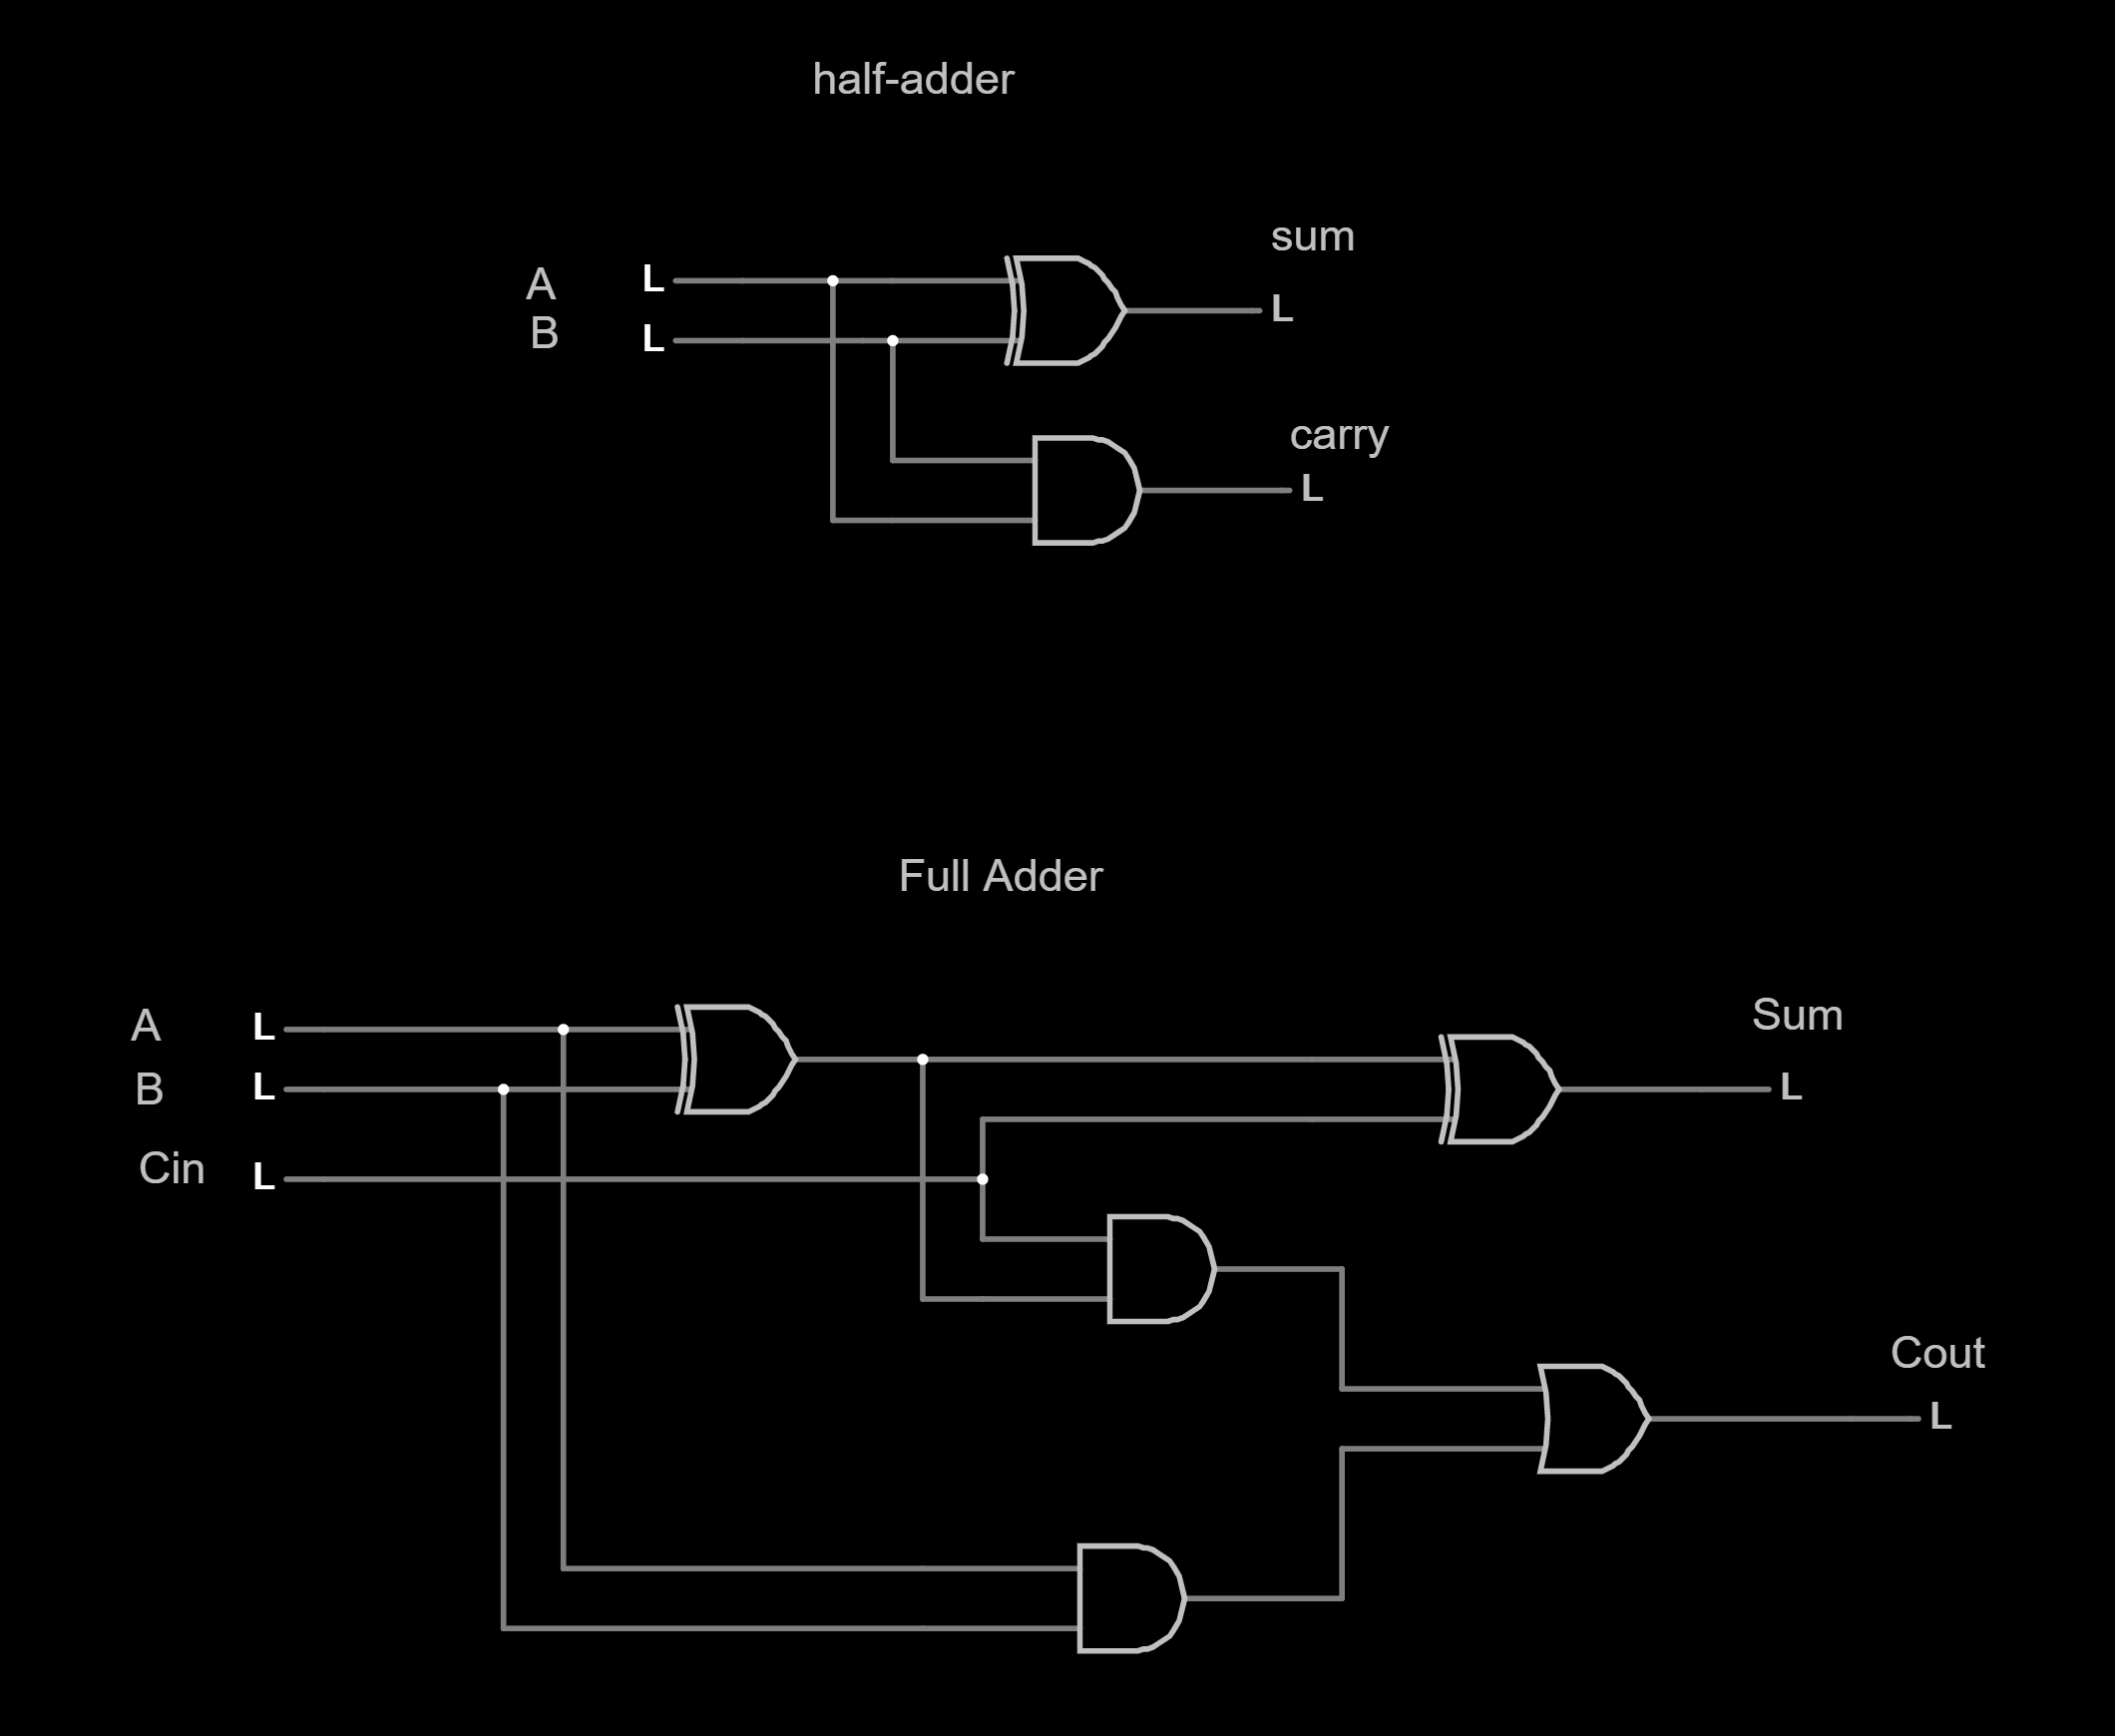 half-adder
sum
A L
L
B L
carry
L
Full Adder
Sum
A L
B L
L
Cin L
Cout
L